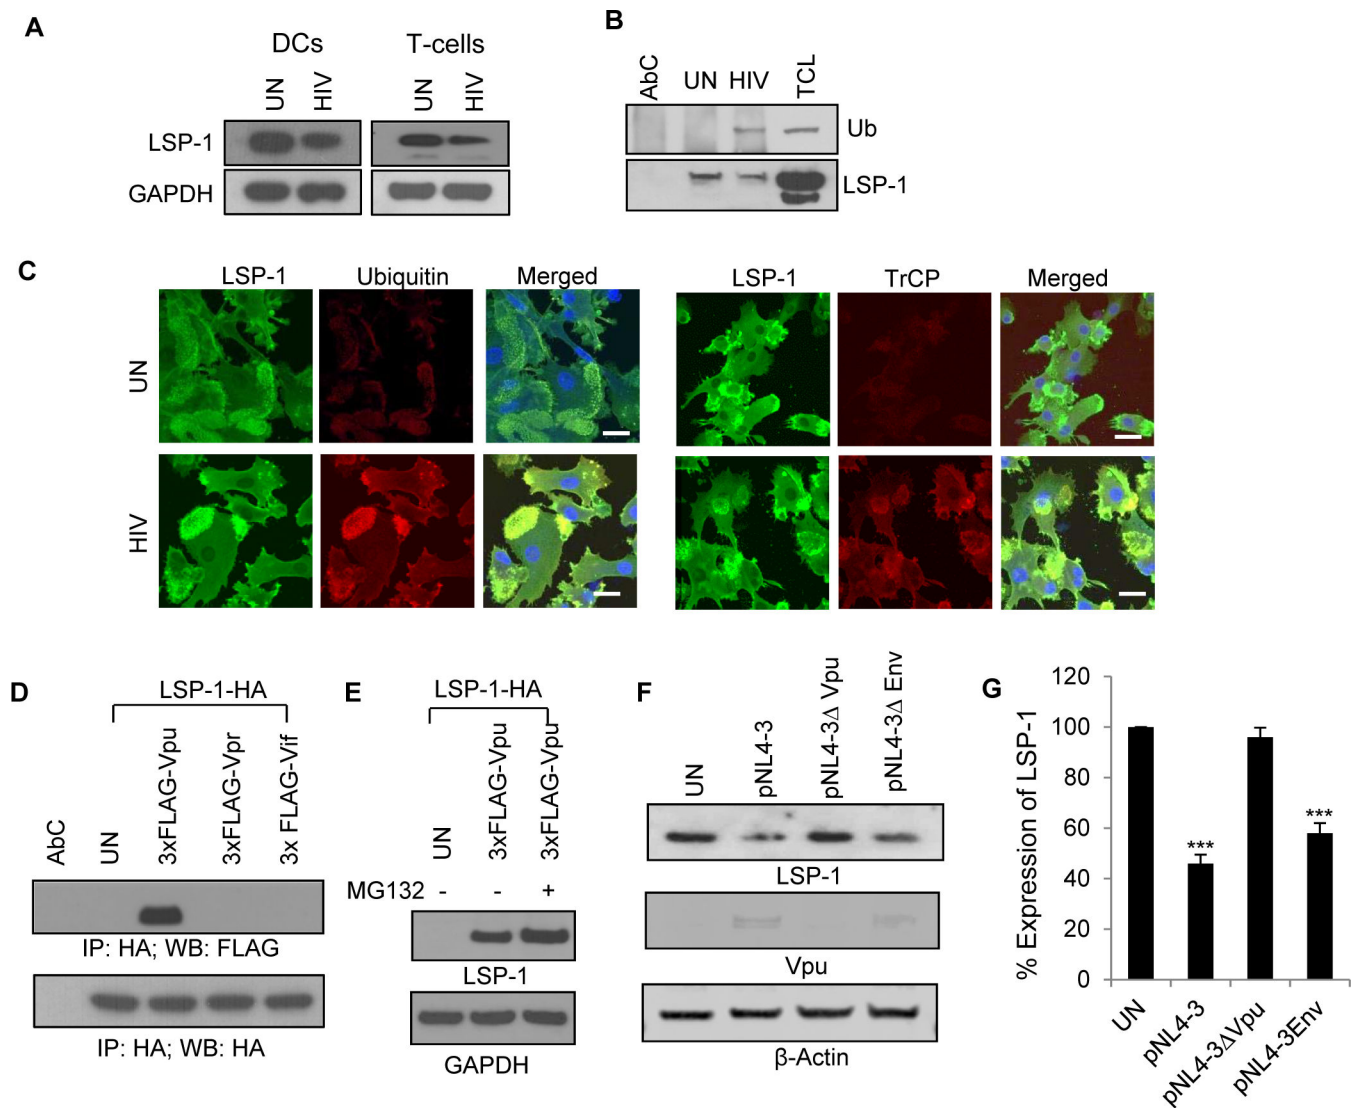 A
DCs
T-cells
UN
HIV
UN
HIV
LSP-1
GAPDH
B
AbC
UN
HIV
TCL
Ub
LSP-1
C
LSP-1
Ubiquitin
Merged
LSP-1
TrCP
Merged
UN
HIV
D
LSP-1-HA
AbC
UN
3xFLAG-Vpu
3xFLAG-Vpr
3x FLAG-Vif
IP: HA; WB: FLAG
IP: HA; WB: HA
E
LSP-1-HA
UN
3xFLAG-Vpu
3xFLAG-Vpu
MG132 - - +
LSP-1
GAPDH
F
UN
pNL4-3
pNL4-3Δ Vpu
pNL4-3Δ Env
LSP-1
Vpu
β-Actin
G
% Expression of LSP-1
120
100
80
60
40
20
0
***
***
UN
pNL4-3
pNL4-3ΔVpu
pNL4-3Env